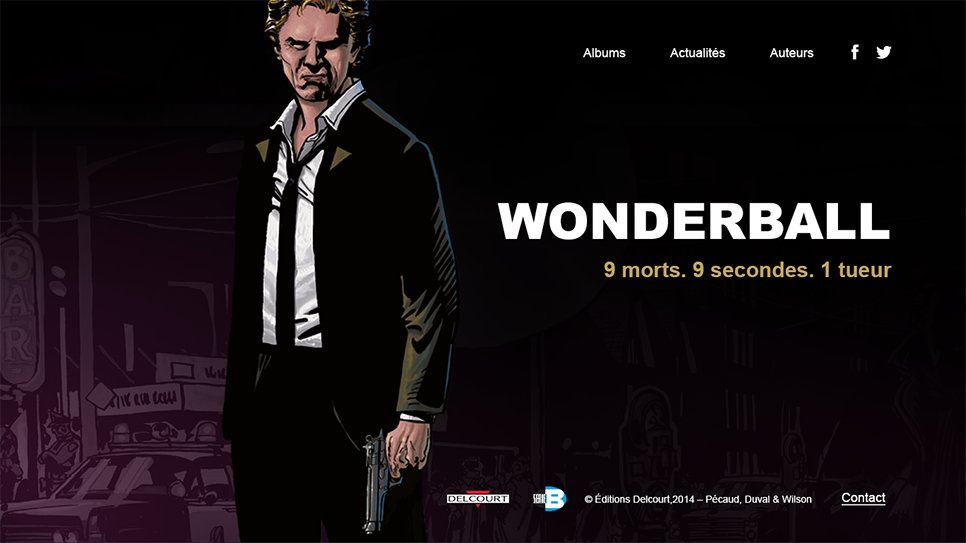 Albums Actualités Auteurs
WONDERBALL
9 morts. 9 secondes. 1 tueur
BAR
DELCOURT SERIE B © Éditions Delcourt,2014 – Pécaud, Duval & Wilson Contact